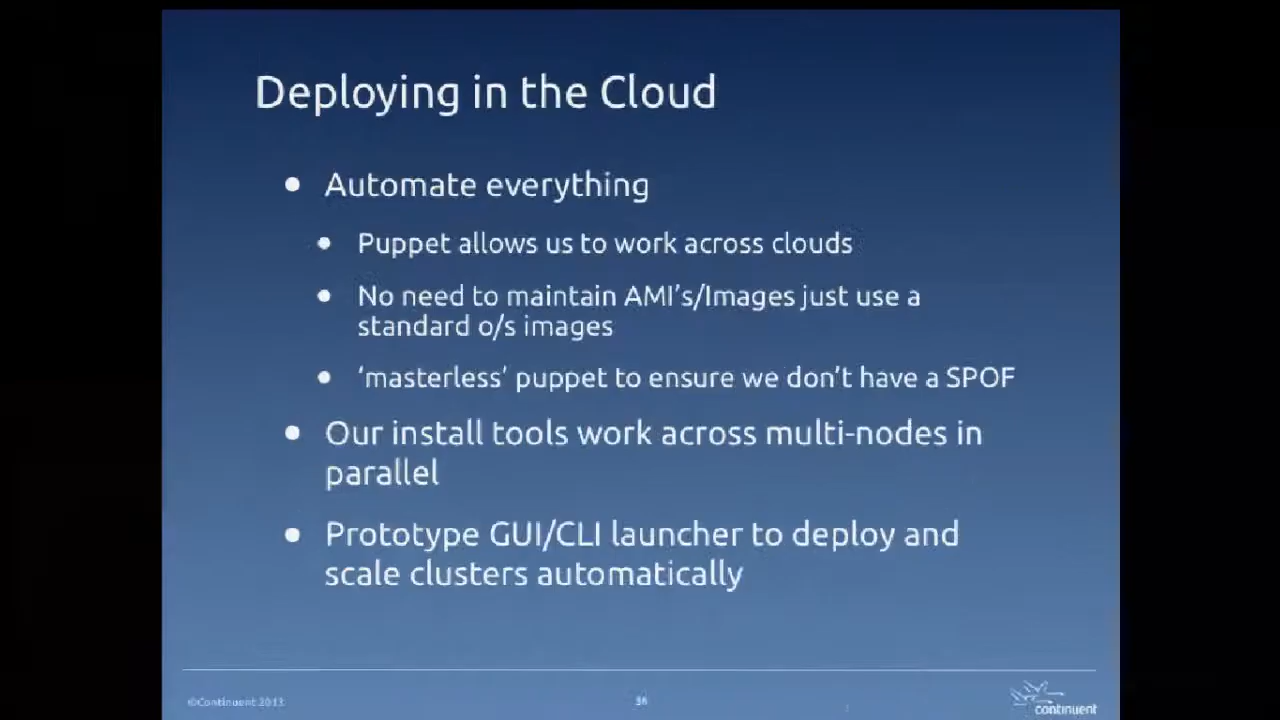 Deploying in the Cloud
• Automate everything
• Puppet allows us to work across clouds
• No need to maintain AMI's/Images just use a
standard o/s images
• ‘masterless’ puppet to ensure we don't have a SPOF
• Our install tools work across multi-nodes in
parallel
• Prototype GUI/CLI launcher to deploy and
scale clusters automatically
©Continuent 2013
36
continuent